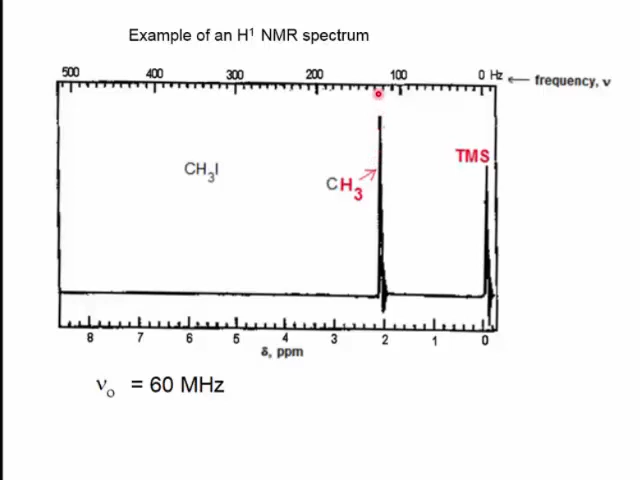 Example of an H¹ NMR spectrum
500 400 300 200 100 0 Hz ← frequency, ν
TMS
CH₃I
CH₃
8 7 6 5 4 3 2 1 0
δ, ppm
ν₀ = 60 MHz